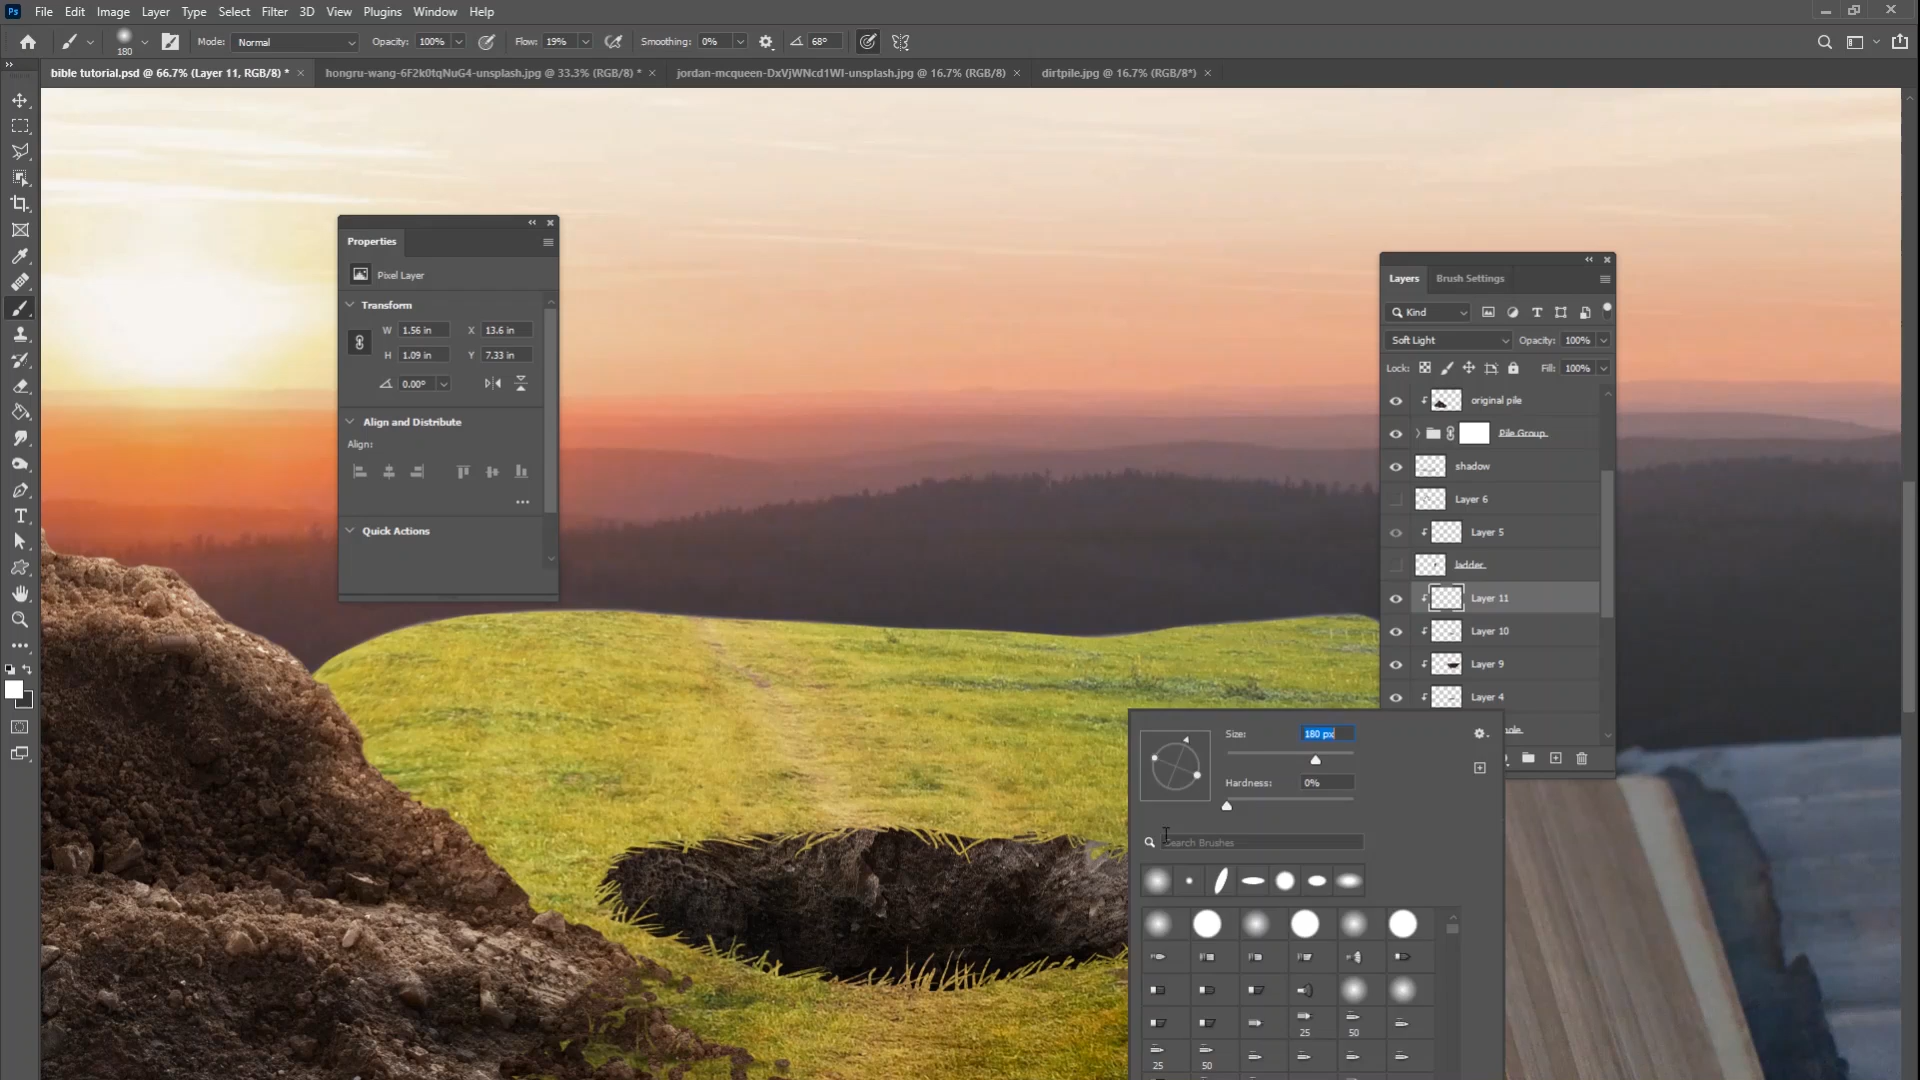 Ps File Edit Image Layer Type Select Filter 3D View Plugins Window Help
180 Mode: Normal Opacity: 100% Flow: 19% Smoothing: 0% 68°
bible tutorial.psd @ 66.7% (Layer 11, RGB/8) * hongru-wang-6F2k0tqNuG4-unsplash.jpg @ 33.3% (RGB/8) * jordan-mcqueen-DxVjWNcd1WI-unsplash.jpg @ 16.7% (RGB/8) dirtpile.jpg @ 16.7% (RGB/8*)
Properties
Pixel Layer
Transform
W 1.56 in X 13.6 in
H 1.09 in Y 7.33 in
0.00°
Align and Distribute
Align:
Quick Actions
Layers Brush Settings
Kind
Soft Light Opacity: 100%
Lock: Fill: 100%
original pile
Pile Group
shadow
Layer 6
Layer 5
ladder
Layer 11
Layer 10
Layer 9
Layer 4
Size: 180 px
Hardness: 0%
Search Brushes
25 50
25 50